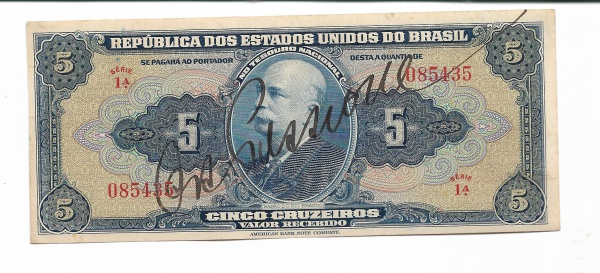 REPÚBLICA DOS ESTADOS UNIDOS DO BRASIL
SE PAGARÁ AO PORTADOR
DESTA A QUANTIA DE
NO TESOURO NACIONAL
5
5
SÉRIE
1A
085435
5
5
085435
SÉRIE
1A
5
5
CINCO CRUZEIROS
VALOR RECEBIDO
AMERICAN BANK NOTE COMPANY.